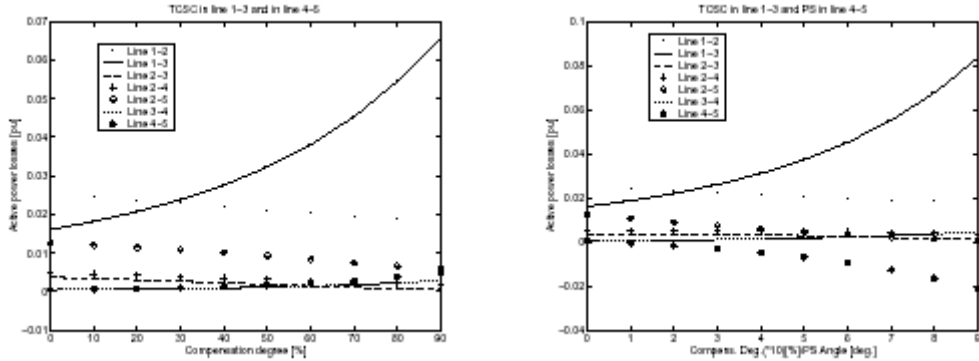 TCSC in line 1-3 and in line 4-5
0.07
0.06
0.05
0.04
0.03
0.02
0.01
0
-0.01
Active power losses [pu]
Line 1-2
Line 1-3
Line 2-3
Line 2-4
Line 2-5
Line 3-4
Line 4-5
0 10 20 30 40 50 60 70 80 90
Compensation degree [%]
TCSC in line 1-3 and PS in line 4-5
0.1
0.08
0.06
0.04
0.02
0
-0.02
-0.04
Active power losses [pu]
Line 1-2
Line 1-3
Line 2-3
Line 2-4
Line 2-5
Line 3-4
Line 4-5
0 1 2 3 4 5 6 7 8 9
Compens. Deg.(*10)[%]/PS Angle [deg.]